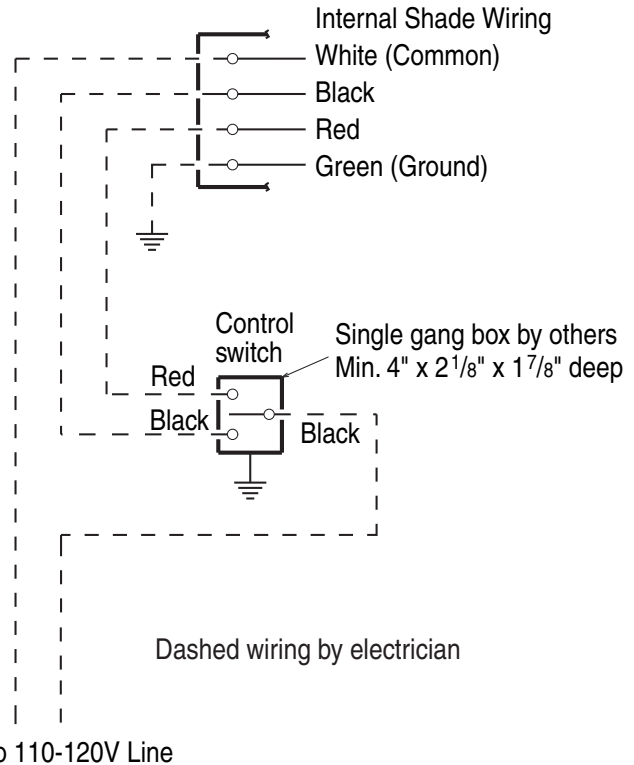 Internal Shade Wiring
White (Common)
Black
Red
Green (Ground)
Control
switch
Single gang box by others
Min. 4" x 2 1/8" x 1 7/8" deep
Red
Black
Black
Dashed wiring by electrician
110-120V Line